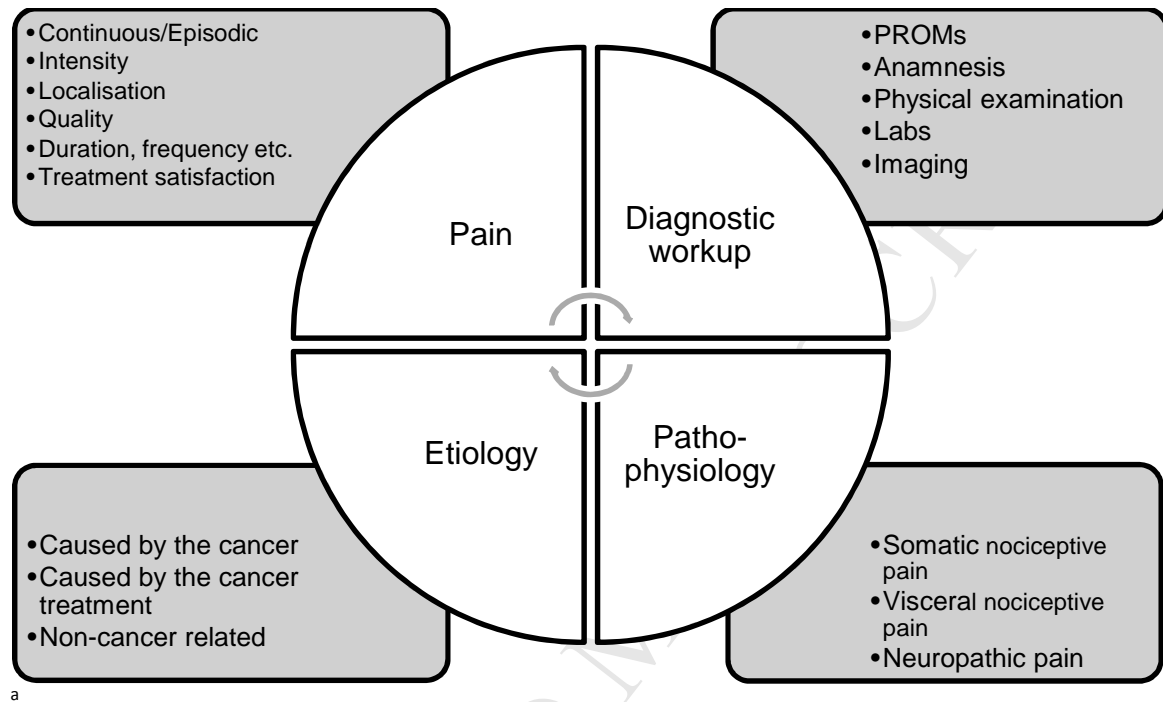 •Continuous/Episodic
•Intensity
•Localisation
•Quality
•Duration, frequency etc.
•Treatment satisfaction
•PROMs
•Anamnesis
•Physical examination
•Labs
•Imaging
Pain
Diagnostic
workup
Etiology
Patho-
physiology
•Caused by the cancer
•Caused by the cancer
treatment
•Non-cancer related
•Somatic nociceptive
pain
•Visceral nociceptive
pain
•Neuropathic pain
a